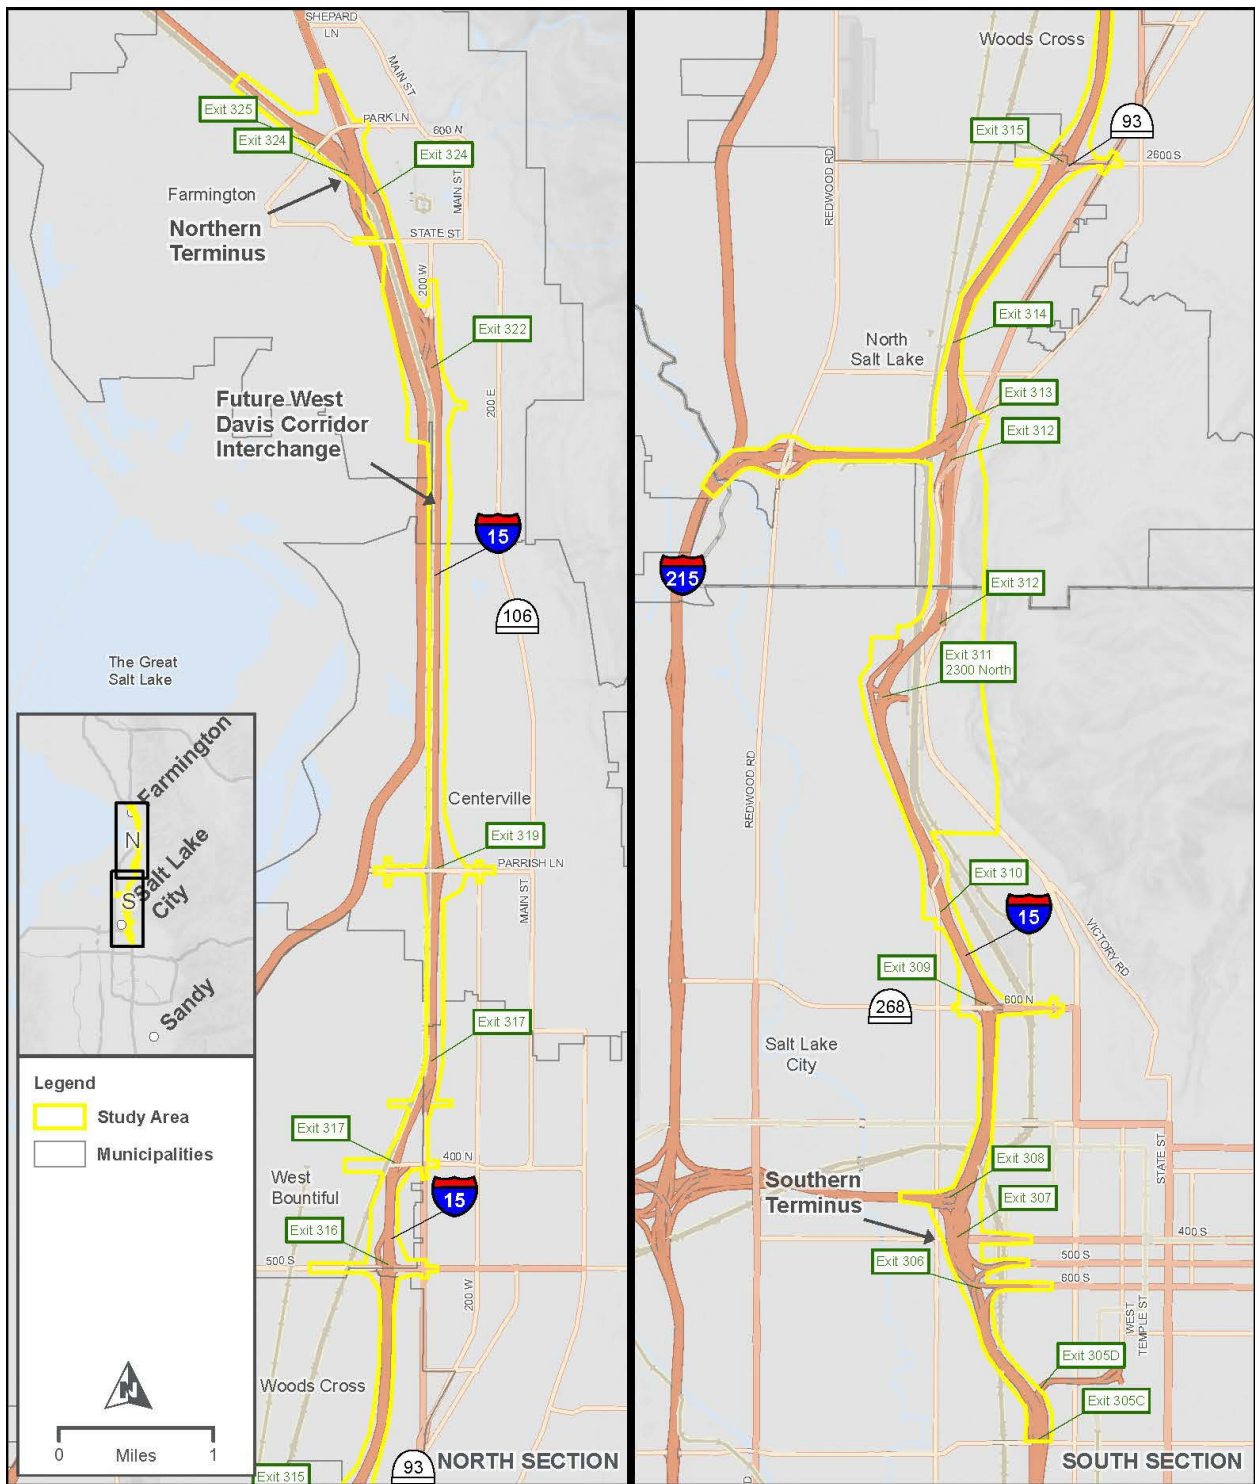 SHEPARD
LN
MAIN ST
Exit 325
PARK LN
600 N
Exit 324
Exit 324
Farmington
MAIN ST
Northern
Terminus
STATE ST
200 W
Exit 322
Future West
Davis Corridor
Interchange
200 E
15
106
The Great
Salt Lake
Farmington
N
Salt Lake
City
S
Sandy
Centerville
Exit 319
PARRISH LN
MAIN ST
Exit 317
Exit 317
400 N
West
Bountiful
15
Exit 316
500 S
200 W
Woods Cross
Legend
Study Area
Municipalities
N
0 Miles 1
Exit 315
93
NORTH SECTION
Woods Cross
Exit 315
93
2600 S
REDWOOD RD
Exit 314
North
Salt Lake
Exit 313
Exit 312
215
Exit 312
Exit 311
2300 North
REDWOOD RD
Exit 310
15
VICTORY RD
Exit 309
600 N
268
Salt Lake
City
STATE ST
Exit 308
Southern
Terminus
Exit 307
400 S
Exit 306
500 S
600 S
WEST
TEMPLE ST
Exit 305D
Exit 305C
SOUTH SECTION